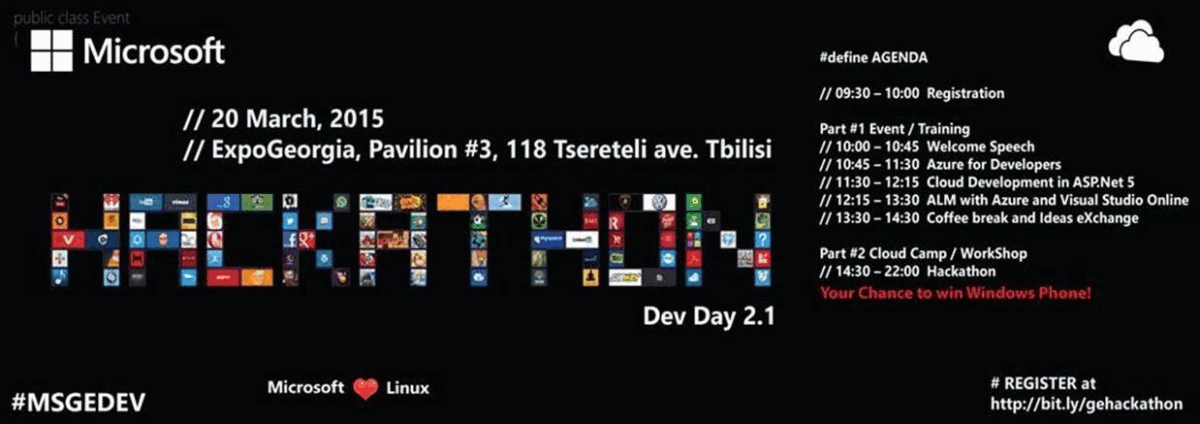 public class Event
{
Microsoft
// 20 March, 2015
// ExpoGeorgia, Pavilion #3, 118 Tsereteli ave. Tbilisi
HACKATHON
Dev Day 2.1
Microsoft Linux
#MSGEDEV
#define AGENDA
// 09:30 – 10:00 Registration
Part #1 Event / Training
// 10:00 – 10:45 Welcome Speech
// 10:45 – 11:30 Azure for Developers
// 11:30 – 12:15 Cloud Development in ASP.Net 5
// 12:15 – 13:30 ALM with Azure and Visual Studio Online
// 13:30 – 14:30 Coffee break and Ideas eXchange
Part #2 Cloud Camp / WorkShop
// 14:30 – 22:00 Hackathon
Your Chance to win Windows Phone!
# REGISTER at
http://bit.ly/gehackathon